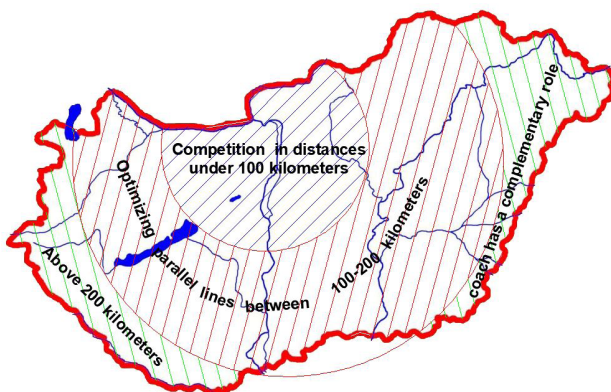 Competition in distances
under 100 kilometers
Optimizing parallel lines between 100-200 kilometers
Above 200 kilometers coach has a complementary role